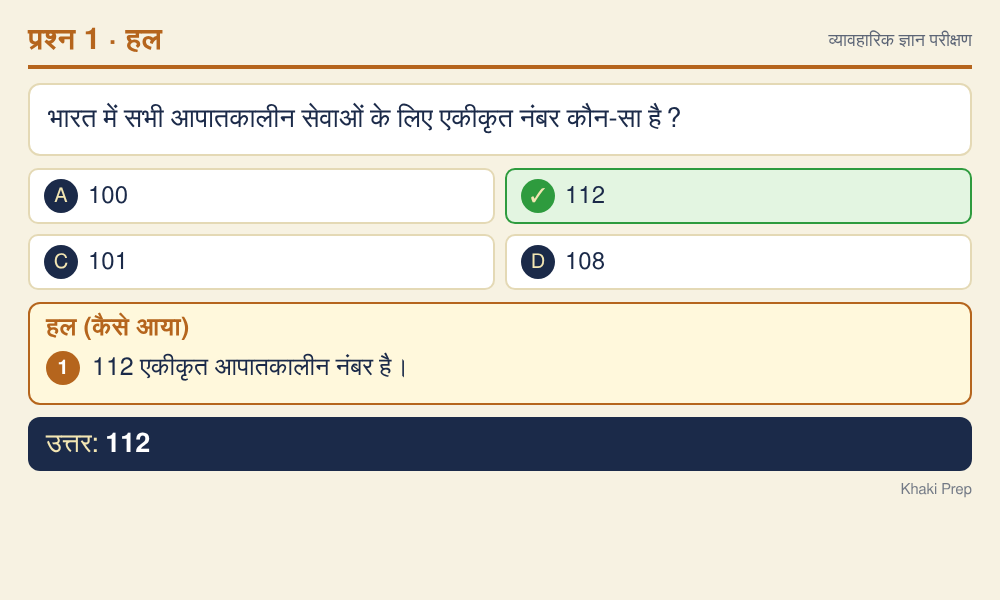 प्रश्न 1 · हल
व्यावहारिक ज्ञान परीक्षण
भारत में सभी आपातकालीन सेवाओं के लिए एकीकृत नंबर कौन-सा है ?
A 100
✓ 112
C 101
D 108
हल (कैसे आया)
1 112 एकीकृत आपातकालीन नंबर है।
उत्तर: 112
Khaki Prep